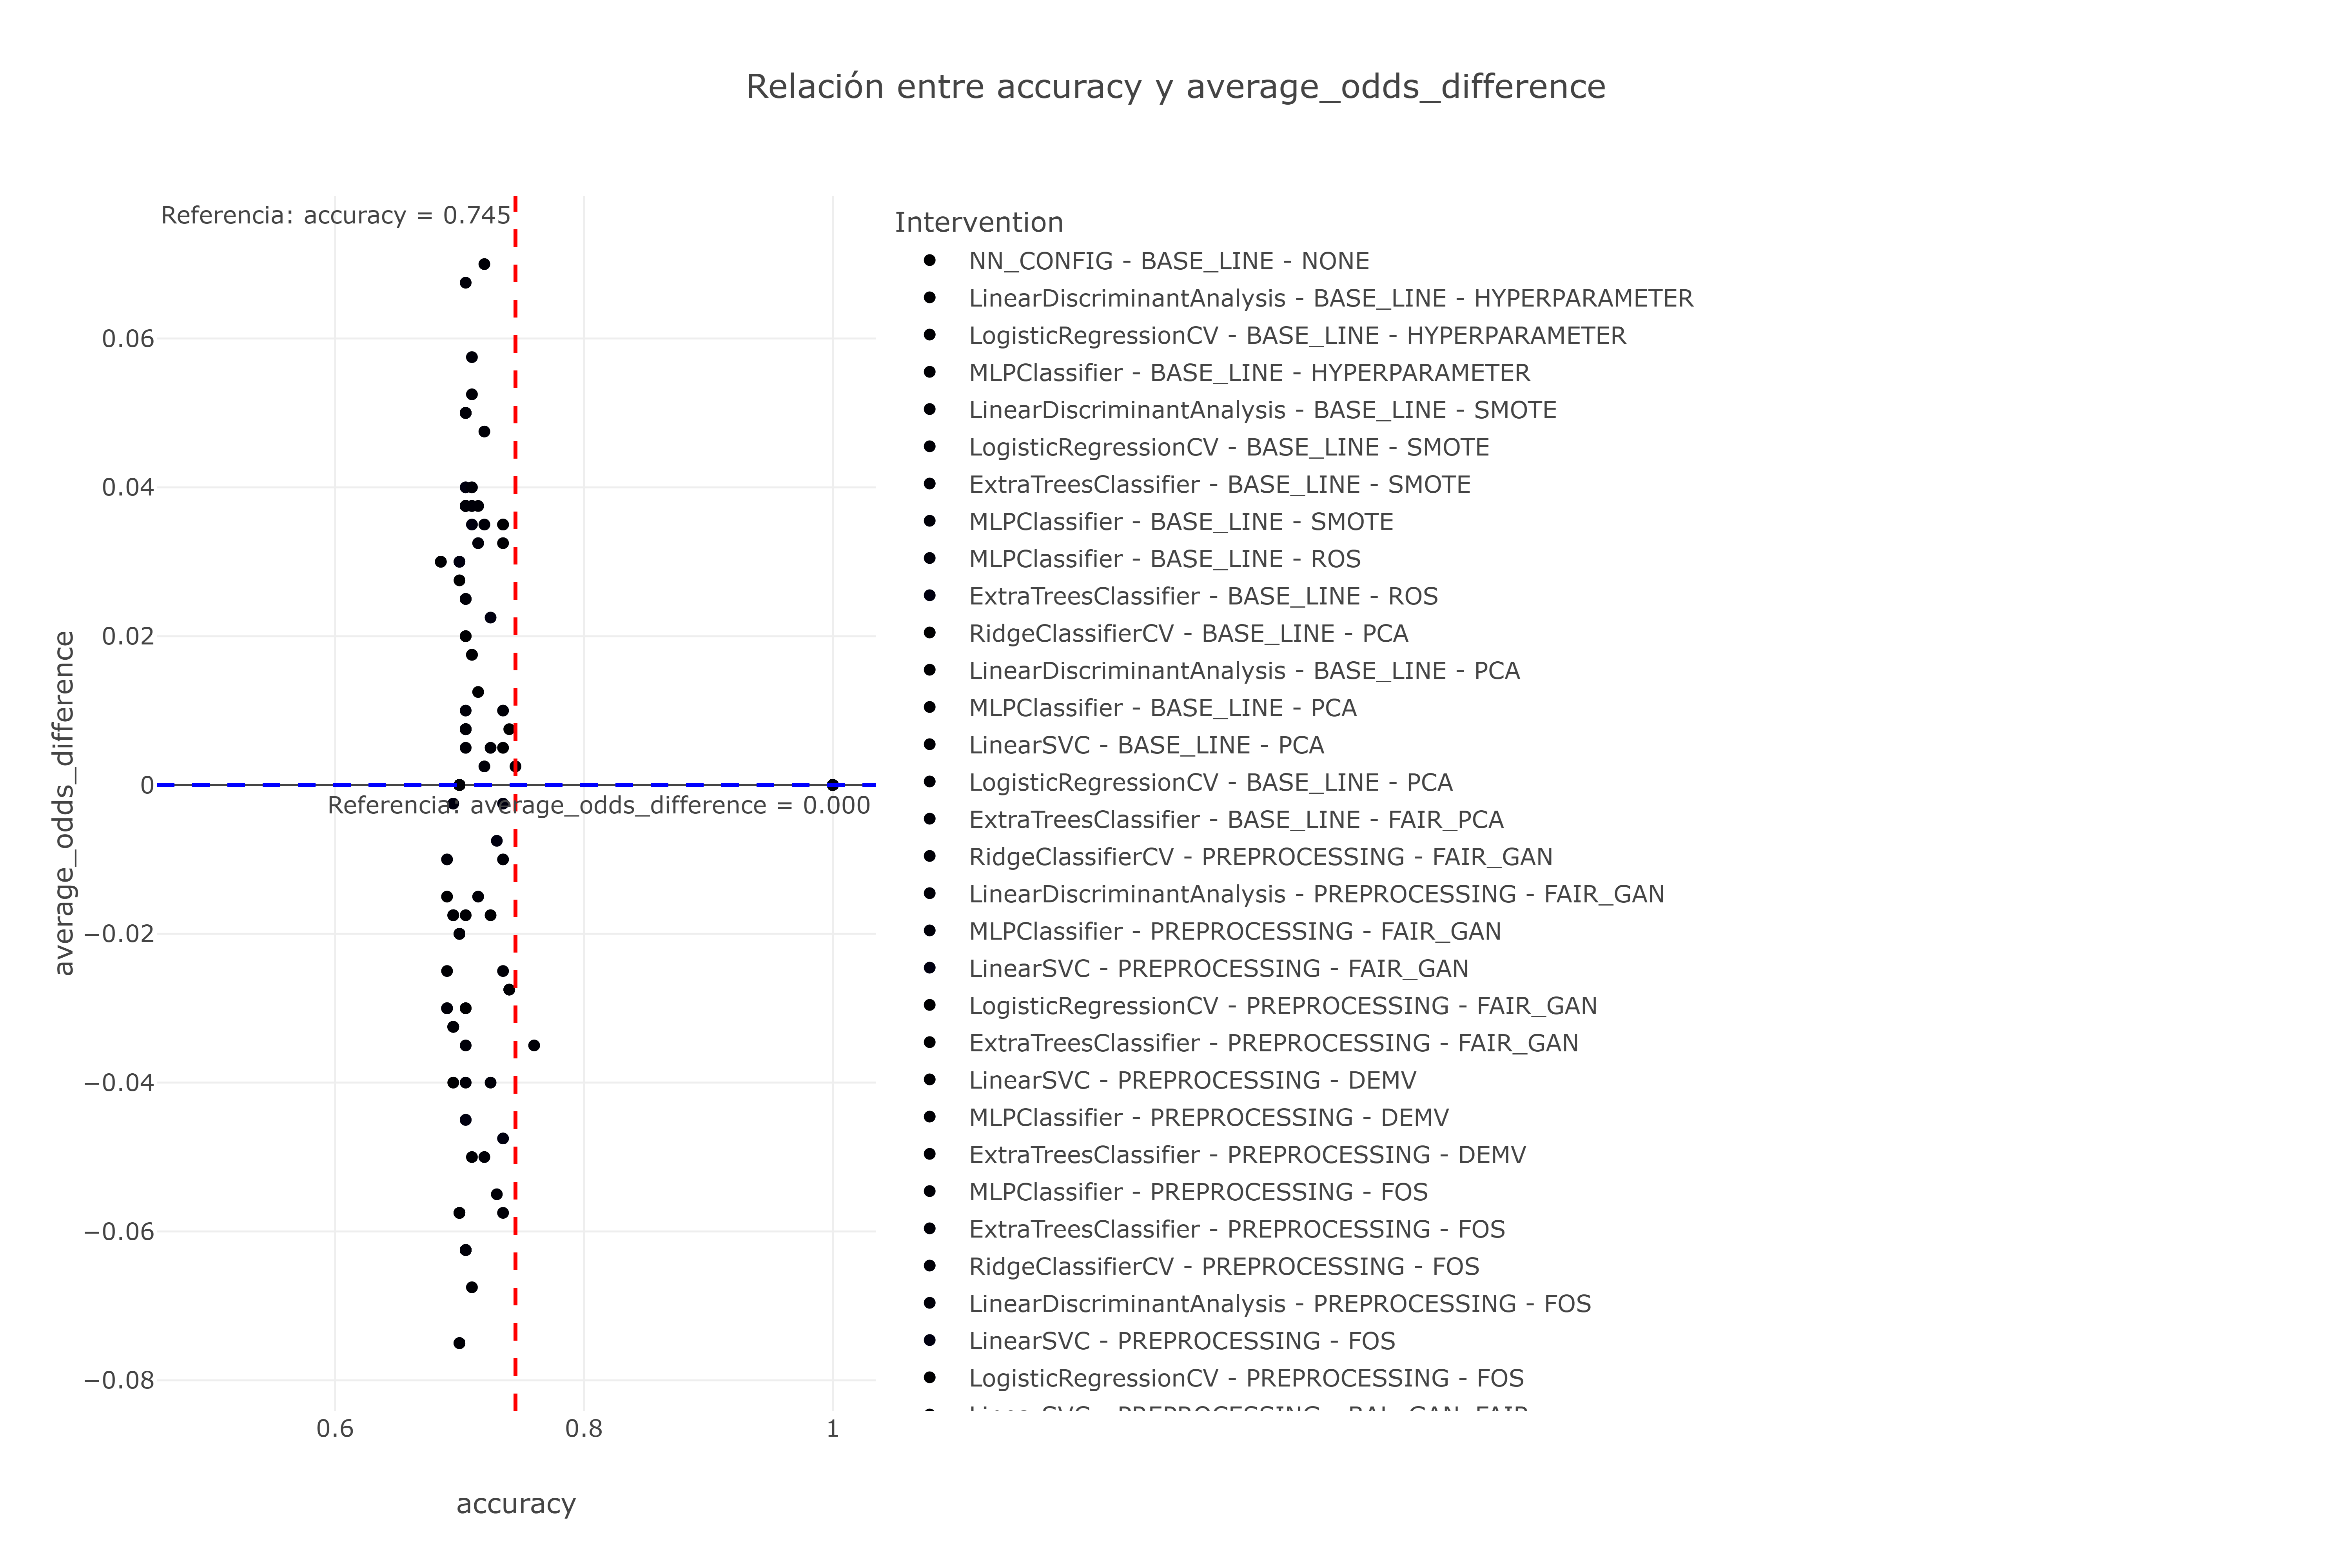 Relación entre accuracy y average_odds_difference
Referencia: accuracy = 0.745
0.06
0.04
0.02
0
−0.02
−0.04
−0.06
−0.08
average_odds_difference
Referencia: average_odds_difference = 0.000
0.6
0.8
1
accuracy
Intervention
NN_CONFIG - BASE_LINE - NONE
LinearDiscriminantAnalysis - BASE_LINE - HYPERPARAMETER
LogisticRegressionCV - BASE_LINE - HYPERPARAMETER
MLPClassifier - BASE_LINE - HYPERPARAMETER
LinearDiscriminantAnalysis - BASE_LINE - SMOTE
LogisticRegressionCV - BASE_LINE - SMOTE
ExtraTreesClassifier - BASE_LINE - SMOTE
MLPClassifier - BASE_LINE - SMOTE
MLPClassifier - BASE_LINE - ROS
ExtraTreesClassifier - BASE_LINE - ROS
RidgeClassifierCV - BASE_LINE - PCA
LinearDiscriminantAnalysis - BASE_LINE - PCA
MLPClassifier - BASE_LINE - PCA
LinearSVC - BASE_LINE - PCA
LogisticRegressionCV - BASE_LINE - PCA
ExtraTreesClassifier - BASE_LINE - FAIR_PCA
RidgeClassifierCV - PREPROCESSING - FAIR_GAN
LinearDiscriminantAnalysis - PREPROCESSING - FAIR_GAN
MLPClassifier - PREPROCESSING - FAIR_GAN
LinearSVC - PREPROCESSING - FAIR_GAN
LogisticRegressionCV - PREPROCESSING - FAIR_GAN
ExtraTreesClassifier - PREPROCESSING - FAIR_GAN
LinearSVC - PREPROCESSING - DEMV
MLPClassifier - PREPROCESSING - DEMV
ExtraTreesClassifier - PREPROCESSING - DEMV
MLPClassifier - PREPROCESSING - FOS
ExtraTreesClassifier - PREPROCESSING - FOS
RidgeClassifierCV - PREPROCESSING - FOS
LinearDiscriminantAnalysis - PREPROCESSING - FOS
LinearSVC - PREPROCESSING - FOS
LogisticRegressionCV - PREPROCESSING - FOS